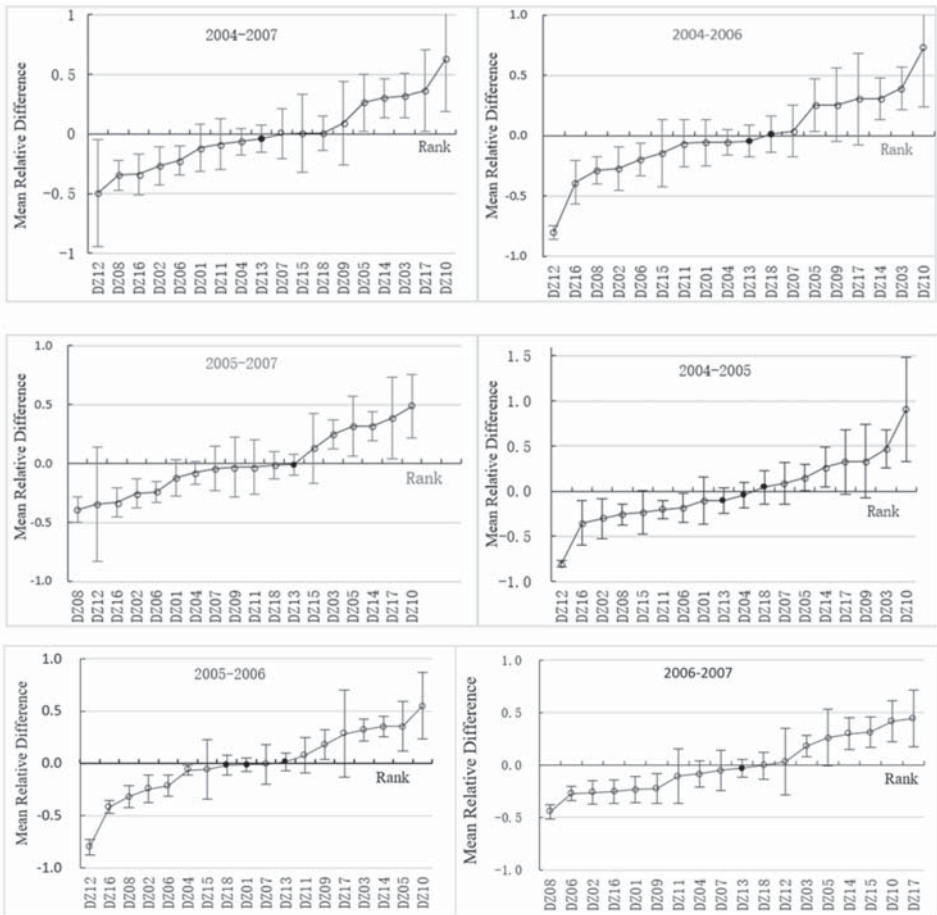 2004-2007
Mean Relative Difference
1
0.5
0
-0.5
-1
Rank
DZ12 DZ08 DZ16 DZ02 DZ06 DZ01 DZ11 DZ04 DZ13 DZ07 DZ15 DZ18 DZ09 DZ05 DZ14 DZ03 DZ17 DZ10
2004-2006
Mean Relative Difference
1.0
0.5
0.0
-0.5
-1.0
Rank
DZ12 DZ16 DZ08 DZ02 DZ06 DZ15 DZ11 DZ01 DZ04 DZ13 DZ18 DZ07 DZ05 DZ09 DZ17 DZ14 DZ03 DZ10
2005-2007
Mean Relative Difference
1.0
0.5
0.0
-0.5
-1.0
Rank
DZ08 DZ12 DZ16 DZ02 DZ06 DZ01 DZ04 DZ07 DZ09 DZ11 DZ18 DZ13 DZ15 DZ03 DZ05 DZ14 DZ17 DZ10
2004-2005
Mean Relative Difference
1.5
1.0
0.5
0.0
-0.5
-1.0
Rank
DZ12 DZ16 DZ02 DZ08 DZ15 DZ11 DZ06 DZ01 DZ13 DZ04 DZ18 DZ07 DZ05 DZ14 DZ17 DZ09 DZ03 DZ10
2005-2006
Mean Relative Difference
1.0
0.5
0.0
-0.5
-1.0
Rank
DZ12 DZ16 DZ08 DZ02 DZ06 DZ04 DZ15 DZ18 DZ01 DZ07 DZ13 DZ11 DZ09 DZ17 DZ03 DZ14 DZ05 DZ10
2006-2007
Mean Relative Difference
1.0
0.5
0.0
-0.5
-1.0
Rank
DZ08 DZ06 DZ02 DZ16 DZ01 DZ09 DZ11 DZ04 DZ07 DZ13 DZ18 DZ12 DZ03 DZ05 DZ14 DZ15 DZ10 DZ17